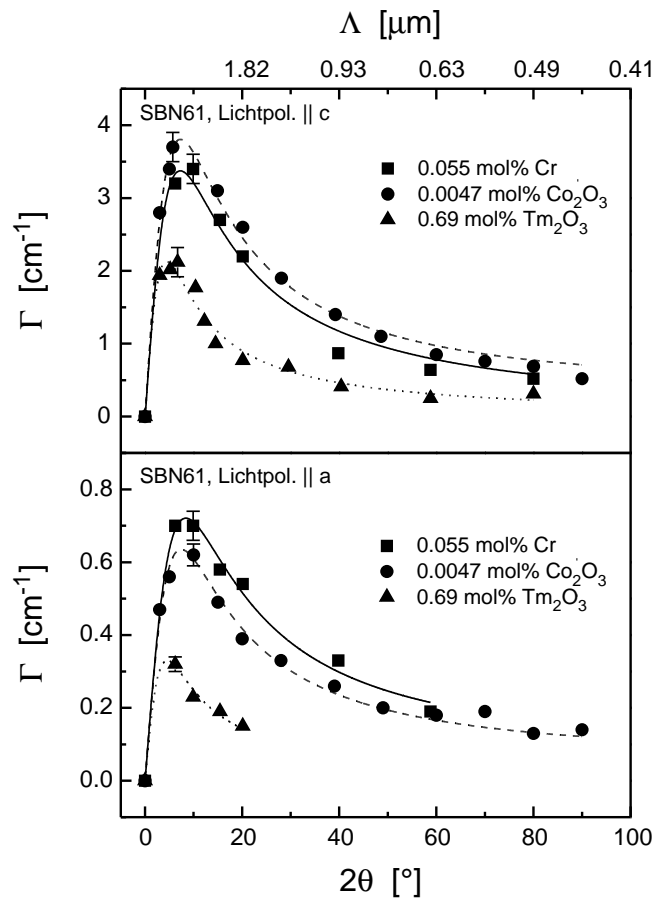 Λ [μm]
1.82 0.93 0.63 0.49 0.41
SBN61, Lichtpol. || c
4
3
2
1
0
Γ [cm⁻¹]
0.055 mol% Cr
0.0047 mol% Co₂O₃
0.69 mol% Tm₂O₃
SBN61, Lichtpol. || a
0.8
0.6
0.4
0.2
0.0
Γ [cm⁻¹]
0.055 mol% Cr
0.0047 mol% Co₂O₃
0.69 mol% Tm₂O₃
0 20 40 60 80 100
2θ [°]